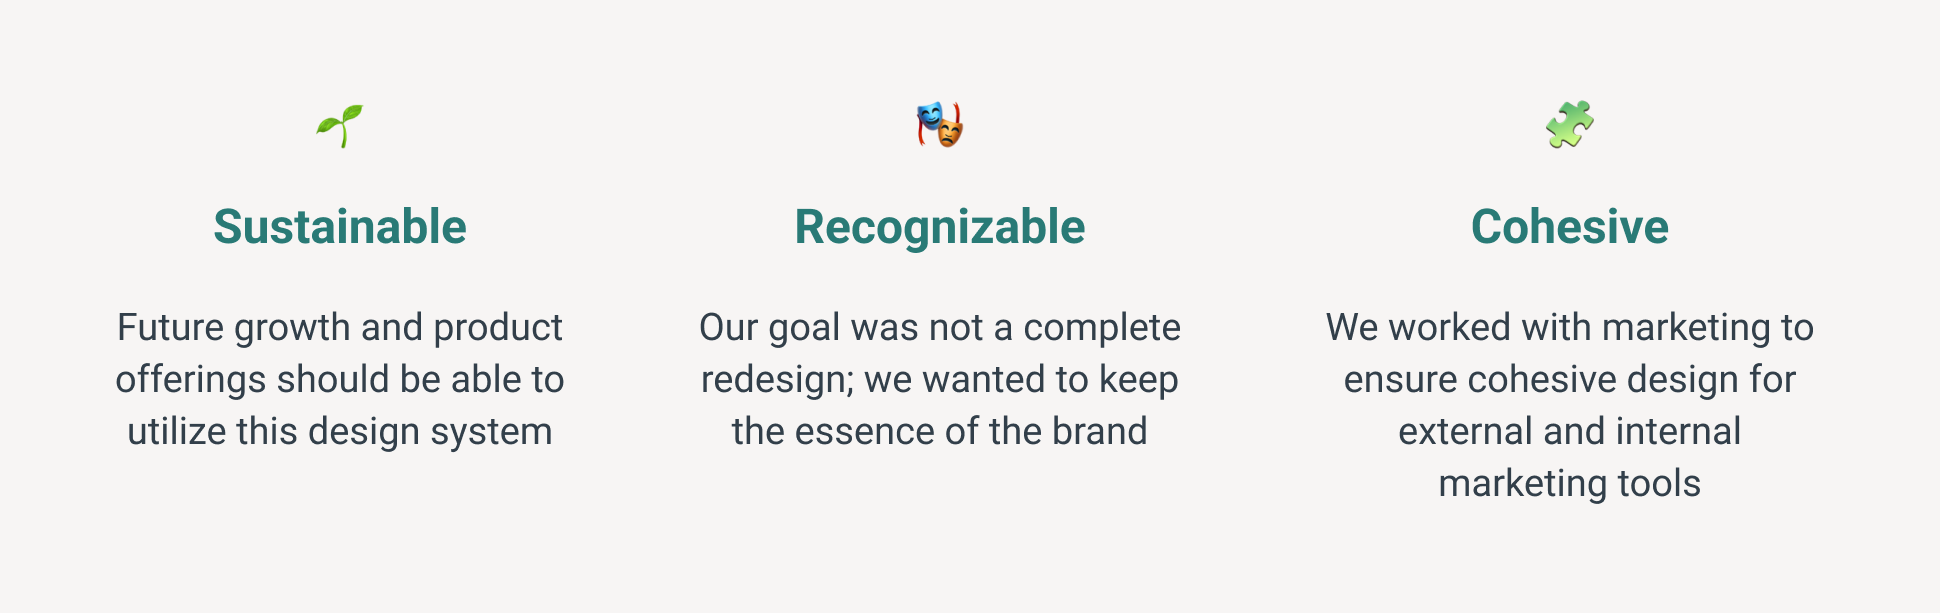 Sustainable
Future growth and product
offerings should be able to
utilize this design system
Recognizable
Our goal was not a complete
redesign; we wanted to keep
the essence of the brand
Cohesive
We worked with marketing to
ensure cohesive design for
external and internal
marketing tools